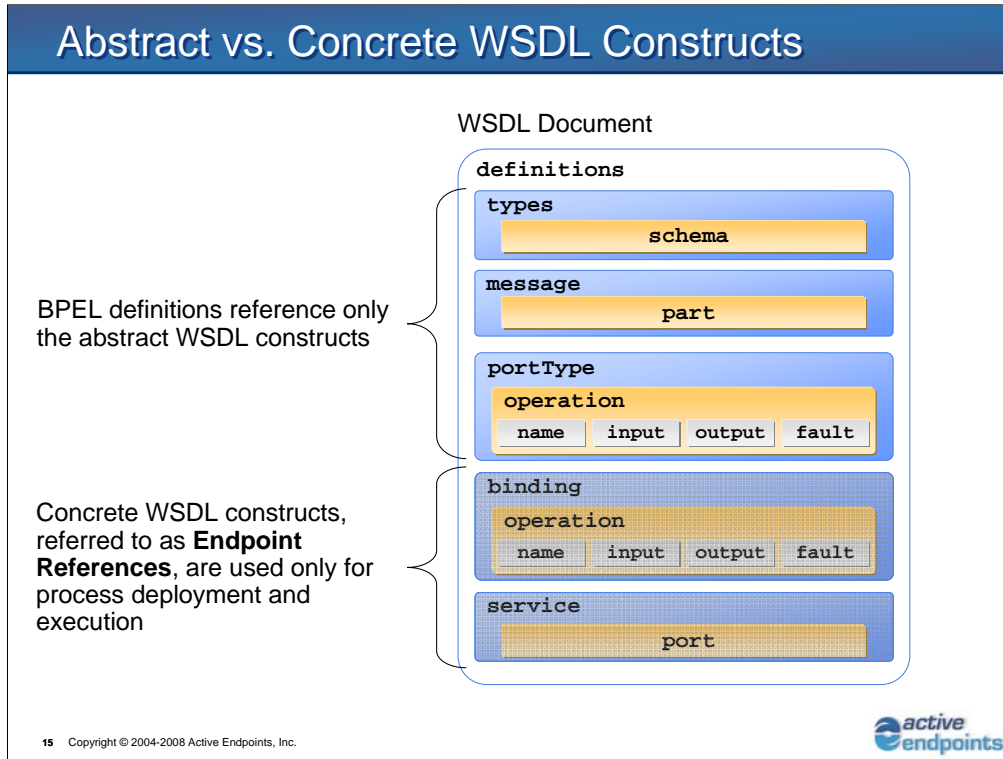 Abstract vs. Concrete WSDL Constructs
WSDL Document
definitions
types
schema
message
part
BPEL definitions reference only
the abstract WSDL constructs
portType
operation
name input output fault
binding
operation
name input output fault
Concrete WSDL constructs,
referred to as Endpoint
References, are used only for
process deployment and
execution
service
port
15 Copyright © 2004-2008 Active Endpoints, Inc.
active
endpoints